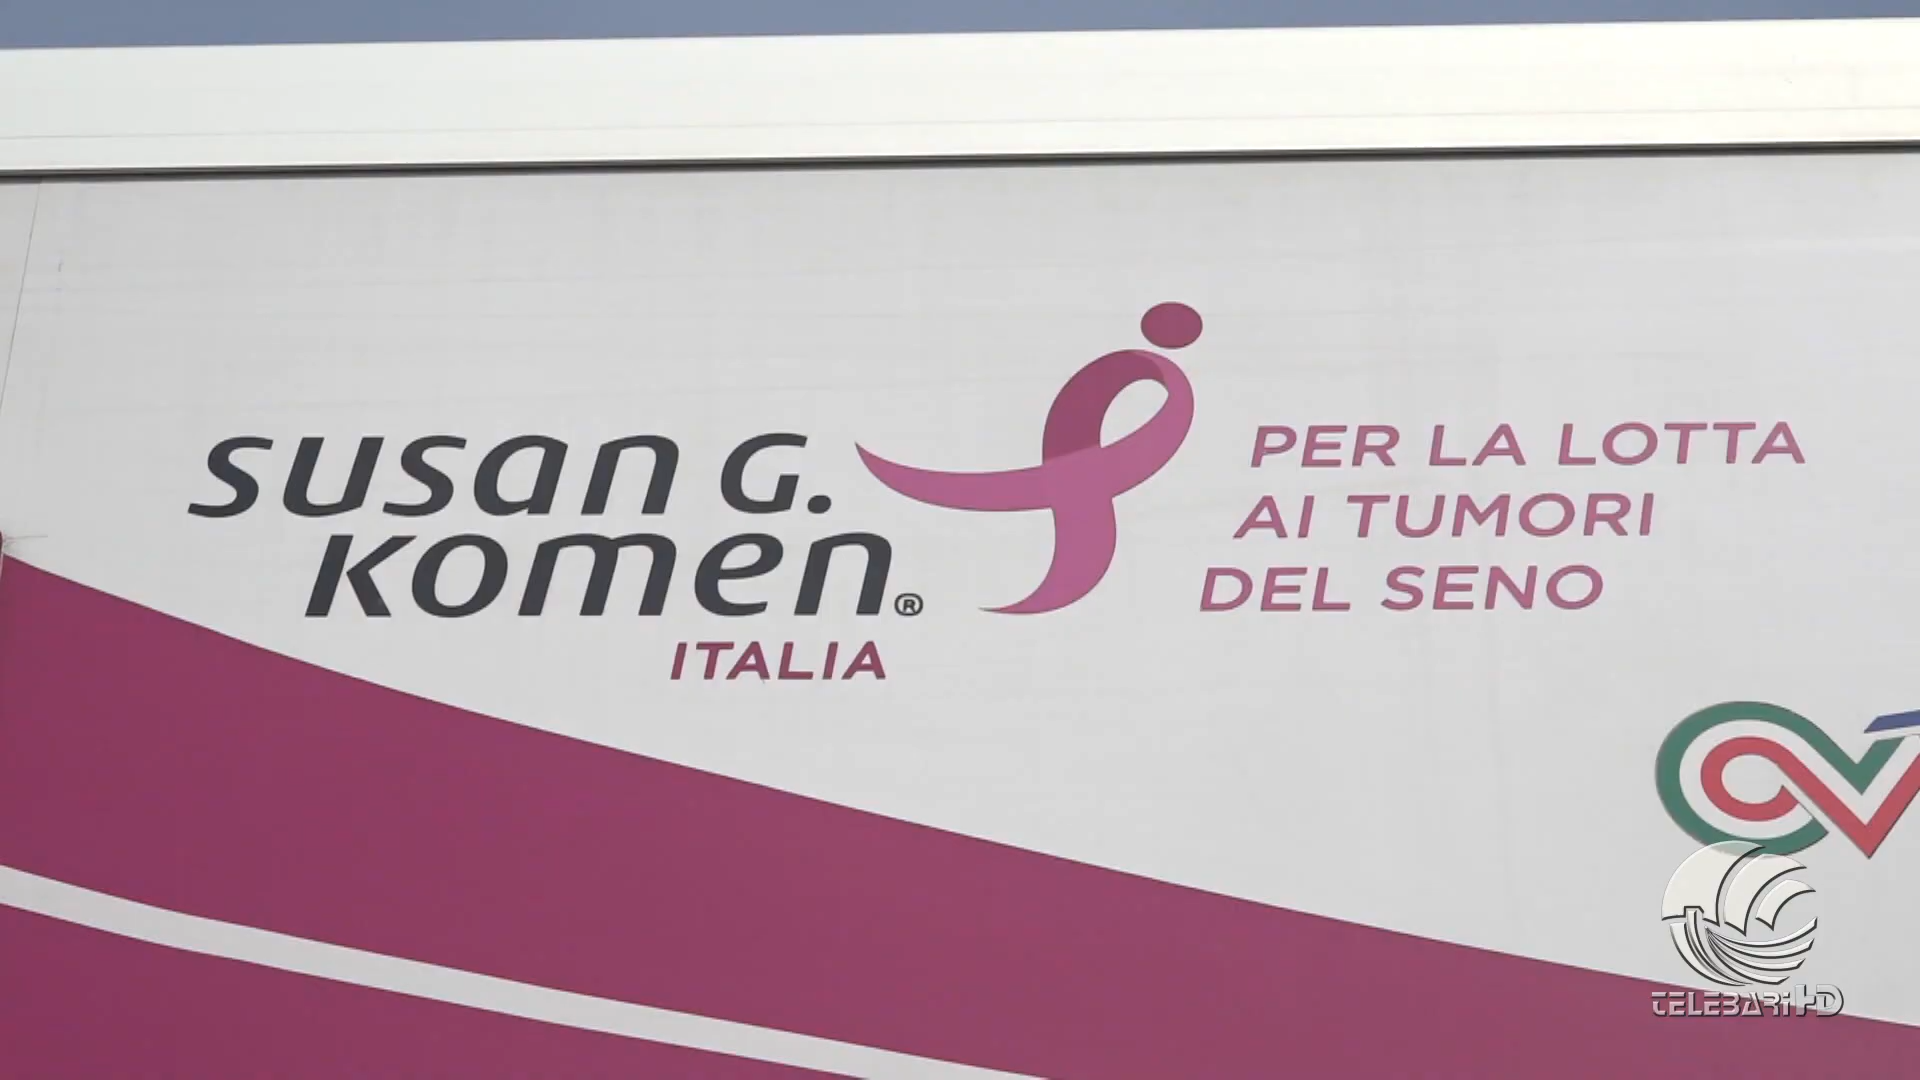 susan G.
komen®
ITALIA
PER LA LOTTA
AI TUMORI
DEL SENO
TELEBARI HD